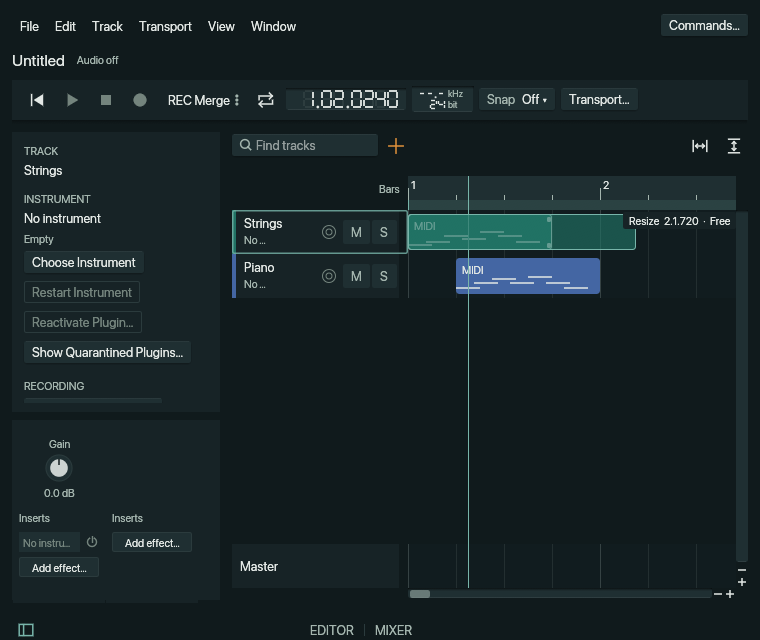 File Edit Track Transport View Window
Commands...
Untitled Audio off
REC Merge
1.02.0240
--.- kHz
24 bit
Snap Off
Transport...
TRACK
Strings
INSTRUMENT
No instrument
Empty
Choose Instrument
Restart Instrument
Reactivate Plugin...
Show Quarantined Plugins...
RECORDING
Find tracks
Bars 1 2
Strings
No ...
M S
MIDI
Resize 2.1.720 · Free
Piano
No ...
M S
MIDI
Gain
0.0 dB
Inserts Inserts
No instru...
Add effect...
Add effect...
Master
EDITOR MIXER